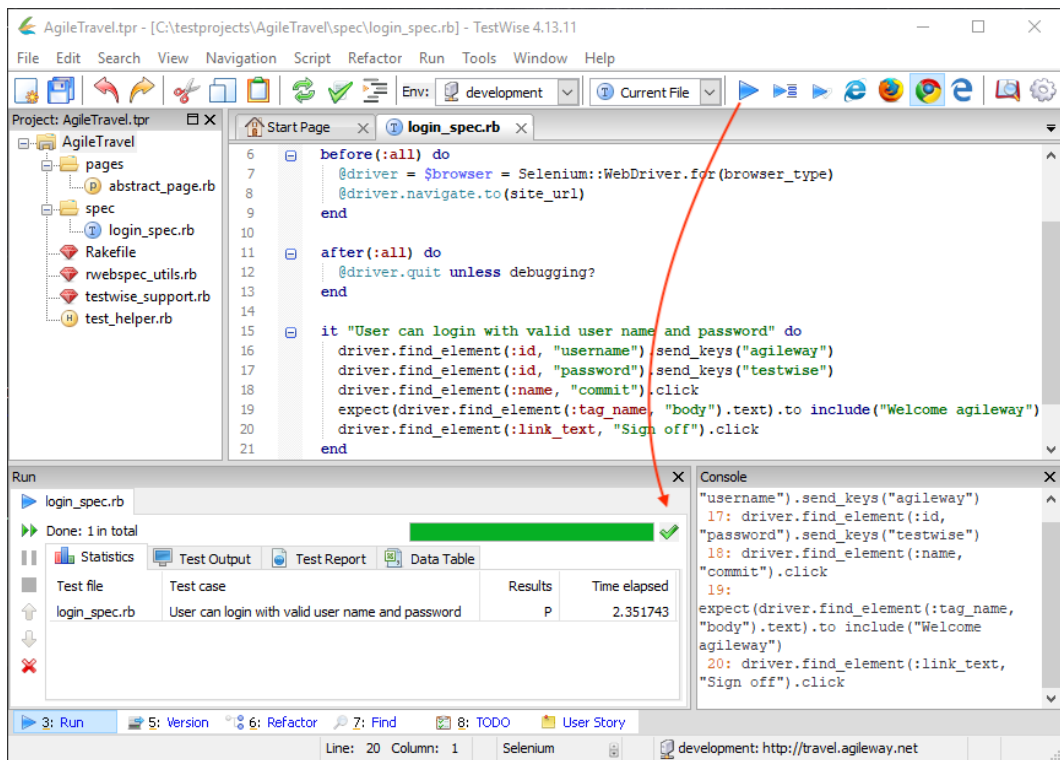 AgileTravel.tpr - [C:\testprojects\AgileTravel\spec\login_spec.rb] - TestWise 4.13.11
File Edit Search View Navigation Script Refactor Run Tools Window Help
Env: development Current File
Project: AgileTravel.tpr
AgileTravel
pages
abstract_page.rb
spec
login_spec.rb
Rakefile
rwebspec_utils.rb
testwise_support.rb
test_helper.rb
Start Page login_spec.rb
6 before(:all) do
7 @driver = $browser = Selenium::WebDriver.for(browser_type)
8 @driver.navigate.to(site_url)
9 end
10
11 after(:all) do
12 @driver.quit unless debugging?
13 end
14
15 it "User can login with valid user name and password" do
16 driver.find_element(:id, "username").send_keys("agileway")
17 driver.find_element(:id, "password").send_keys("testwise")
18 driver.find_element(:name, "commit").click
19 expect(driver.find_element(:tag_name, "body").text).to include("Welcome agileway")
20 driver.find_element(:link_text, "Sign off").click
21 end
Run
login_spec.rb
Done: 1 in total
Statistics Test Output Test Report Data Table
Test file Test case Results Time elapsed
login_spec.rb User can login with valid user name and password P 2.351743
Console
"username").send_keys("agileway")
17: driver.find_element(:id,
"password").send_keys("testwise")
18: driver.find_element(:name,
"commit").click
19:
expect(driver.find_element(:tag_name,
"body").text).to include("Welcome
agileway")
20: driver.find_element(:link_text,
"Sign off").click
3: Run 5: Version 6: Refactor 7: Find 8: TODO User Story
Line: 20 Column: 1 Selenium development: http://travel.agileway.net